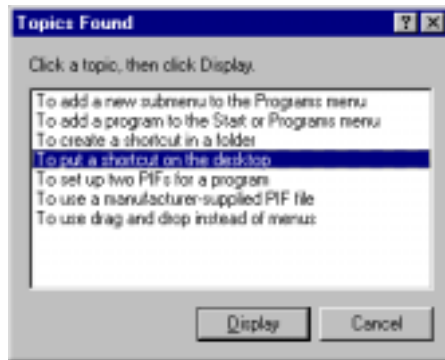 Topics Found
Click a topic, then click Display.
To add a new submenu to the Programs menu
To add a program to the Start or Programs menu
To create a shortcut in a folder
To put a shortcut on the desktop
To set up two PIFs for a program
To use a manufacturer-supplied PIF file
To use drag and drop instead of menus
Display Cancel